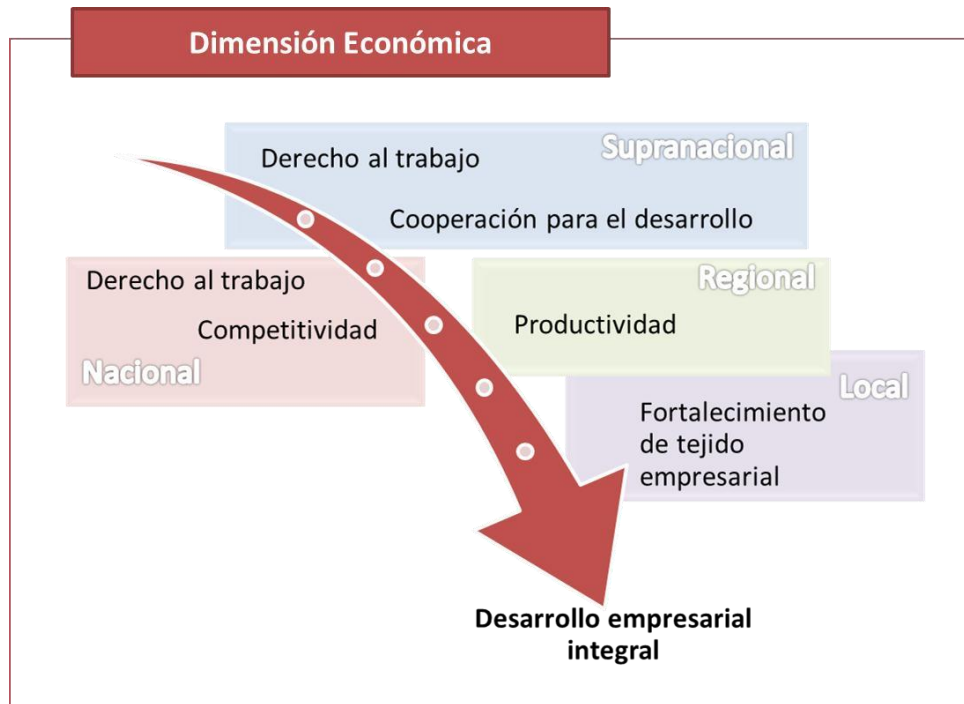 Dimensión Económica
Supranacional
Derecho al trabajo
Cooperación para el desarrollo
Derecho al trabajo
Competitividad
Nacional
Regional
Productividad
Local
Fortalecimiento
de tejido
empresarial
Desarrollo empresarial
integral